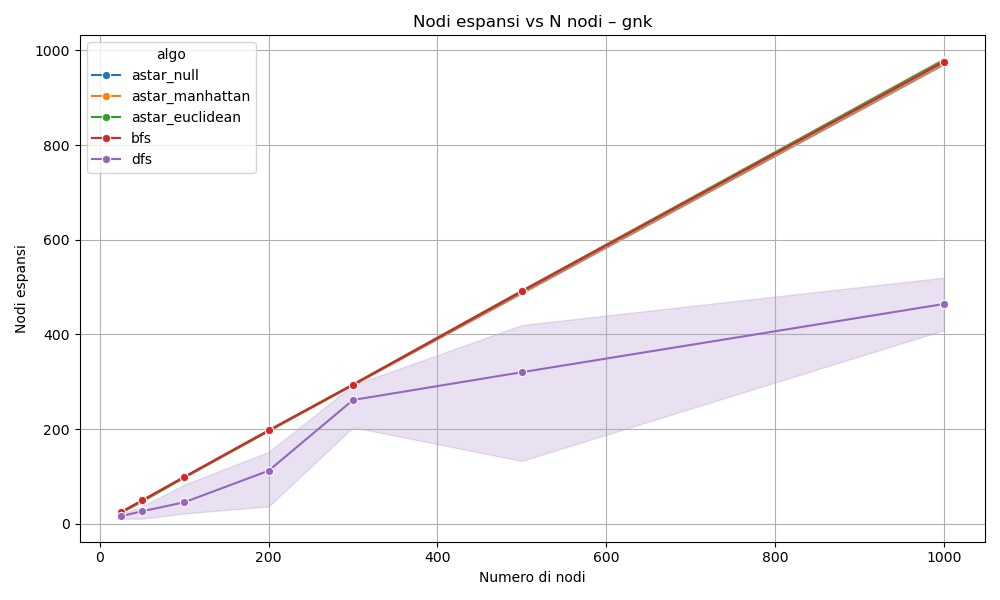 Nodi espansi vs N nodi – gnk
algo
astar_null
astar_manhattan
astar_euclidean
bfs
dfs
Nodi espansi
1000
800
600
400
200
0
0 200 400 600 800 1000
Numero di nodi